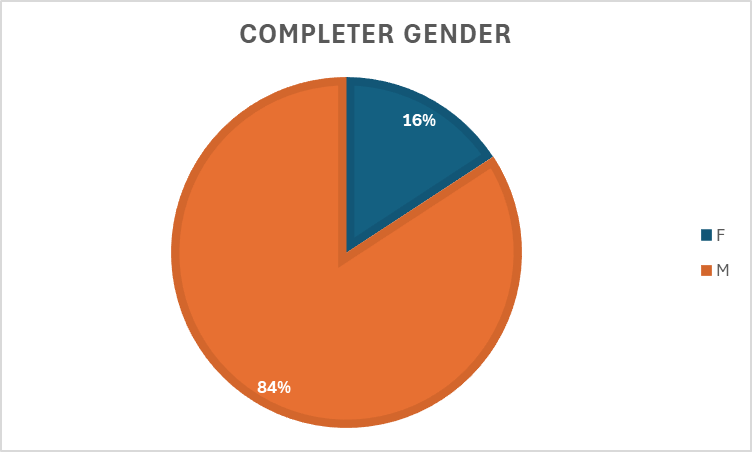 COMPLETER GENDER
16%
F
M
84%